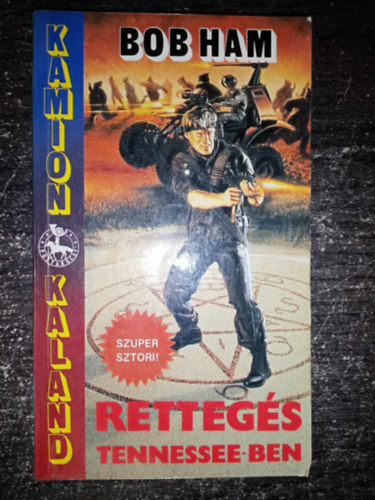 BOB HAM
KAMION KALAND
SZUPER
SZTORI!
RETTEGÉS
TENNESSEE-BEN